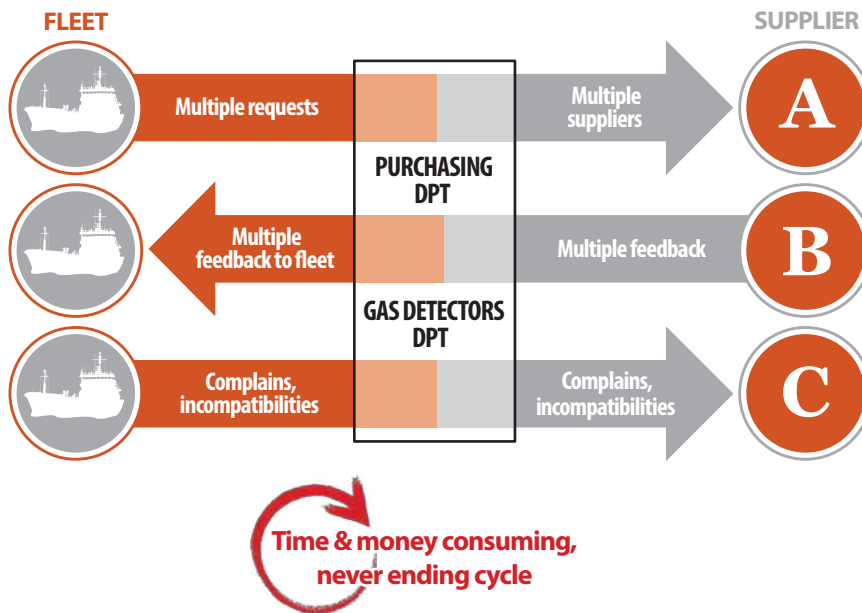 FLEET
SUPPLIER
Multiple requests
Multiple
suppliers
A
PURCHASING
DPT
Multiple
feedback to fleet
Multiple feedback
B
GAS DETECTORS
DPT
Complains,
incompatibilities
Complains,
incompatibilities
C
Time & money consuming,
never ending cycle